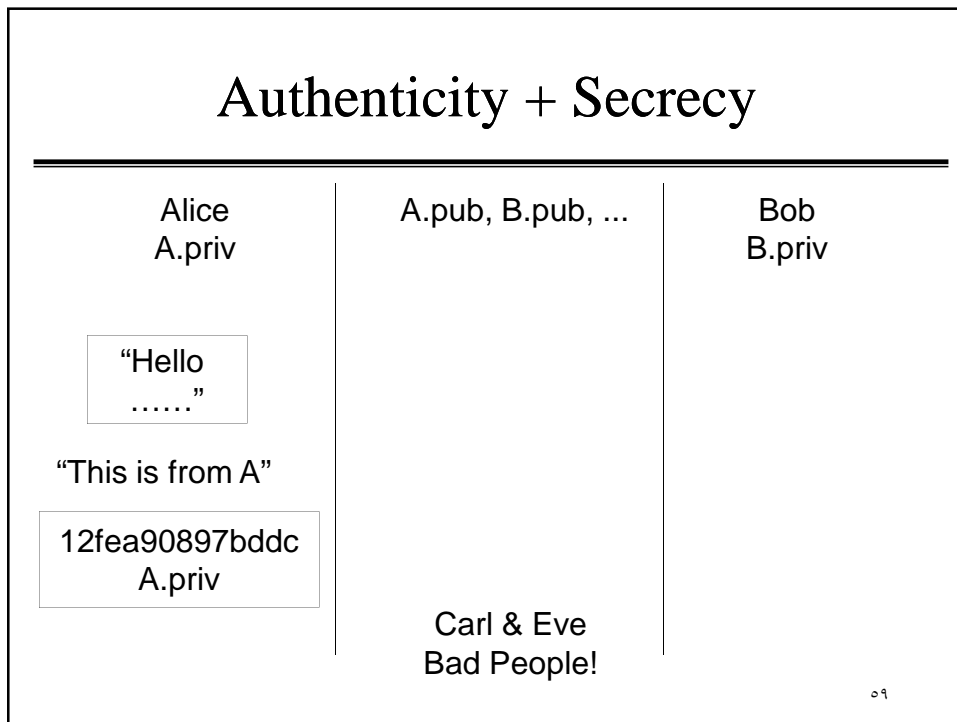 Authenticity + Secrecy
Alice
A.priv
A.pub, B.pub, ...
Bob
B.priv
“Hello
……”
“This is from A”
12fea90897bddc
A.priv
Carl & Eve
Bad People!
٥٩